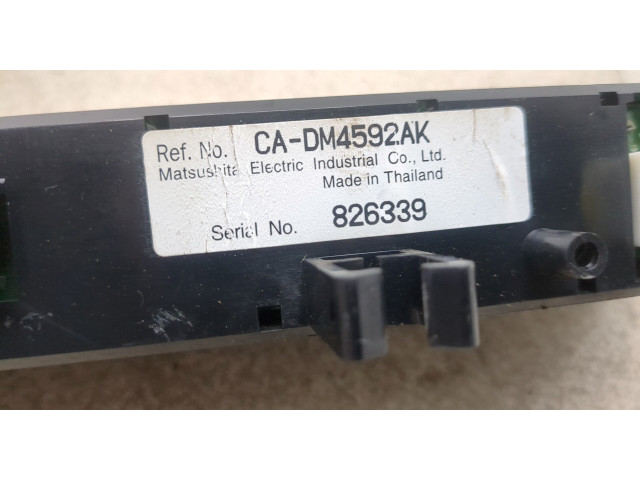 Ref. No. CA-DM4592AK
Matsushita Electric Industrial Co., Ltd.
Made in Thailand
Serial No. 826339